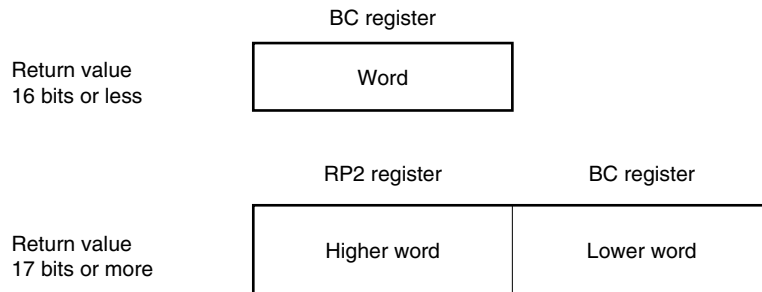 BC register
Return value
16 bits or less
Word
RP2 register BC register
Return value
17 bits or more
Higher word Lower word